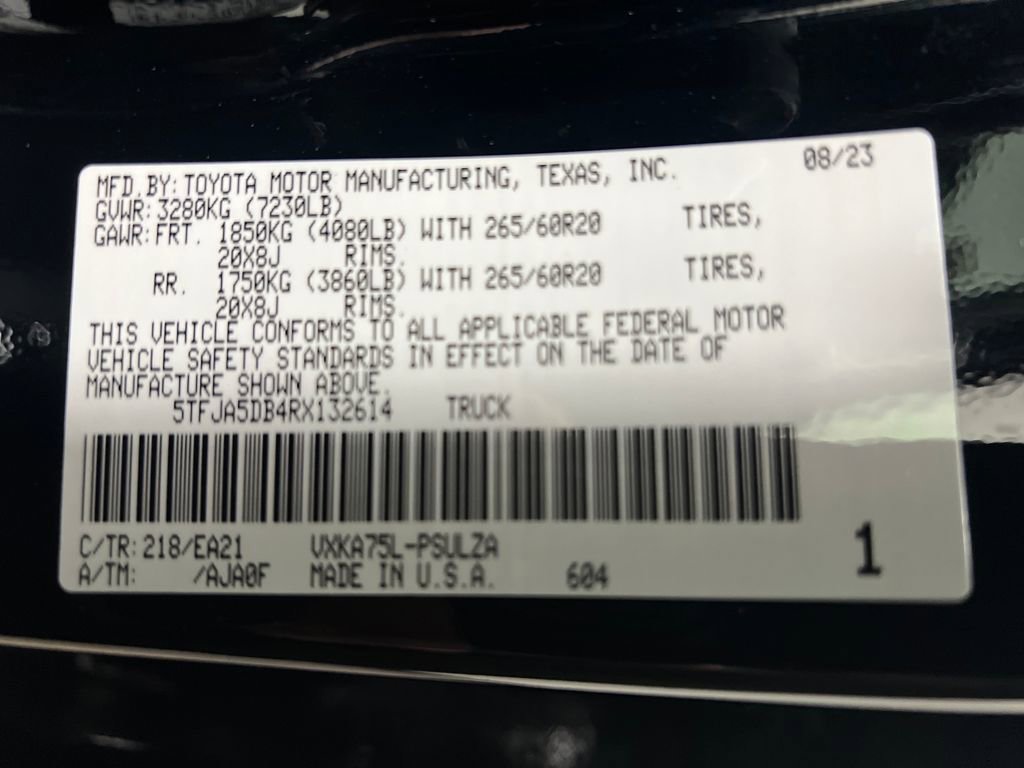 08/23
MFD.BY:TOYOTA MOTOR MANUFACTURING, TEXAS, INC.
GVWR:3280KG (7230LB)
GAWR:FRT. 1850KG (4080LB) WITH 265/60R20 TIRES,
20X8J RIMS.
RR. 1750KG (3860LB) WITH 265/60R20 TIRES,
20X8J RIMS.
THIS VEHICLE CONFORMS TO ALL APPLICABLE FEDERAL MOTOR
VEHICLE SAFETY STANDARDS IN EFFECT ON THE DATE OF
MANUFACTURE SHOWN ABOVE.
5TFJA5DB4RX132614 TRUCK
C/TR:218/EA21 VXKA75L-PSULZA
A/TM: /AJA0F MADE IN U.S.A. 604
1